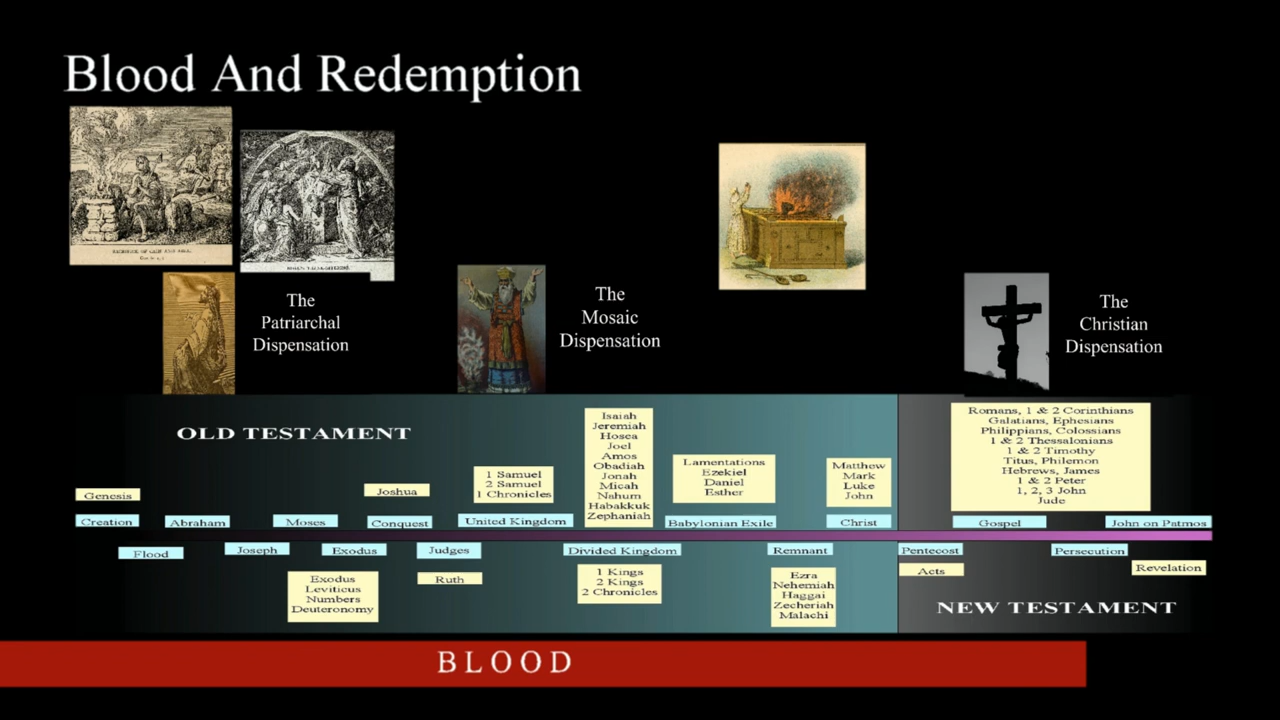 Blood And Redemption
SACRIFICE OF CAIN AND ABEL.
The
Patriarchal
Dispensation
The
Mosaic
Dispensation
The
Christian
Dispensation
OLD TESTAMENT
Genesis
Creation
Flood
Abraham
Joseph
Moses
Exodus
Exodus
Leviticus
Numbers
Deuteronomy
Joshua
Conquest
Judges
Ruth
1 Samuel
2 Samuel
1 Chronicles
United Kingdom
Isaiah
Jeremiah
Hosea
Joel
Amos
Obadiah
Jonah
Micah
Nahum
Habakkuk
Zephaniah
Divided Kingdom
1 Kings
2 Kings
2 Chronicles
Lamentations
Ezekiel
Daniel
Esther
Babylonian Exile
Remnant
Ezra
Nehemiah
Haggai
Zecheriah
Malachi
Matthew
Mark
Luke
John
Christ
Pentecost
Acts
Romans, 1 & 2 Corinthians
Galatians, Ephesians
Philippians, Colossians
1 & 2 Thessalonians
1 & 2 Timothy
Titus, Philemon
Hebrews, James
1 & 2 Peter
1, 2, 3 John
Jude
Gospel
Persecution
John on Patmos
Revelation
NEW TESTAMENT
BLOOD